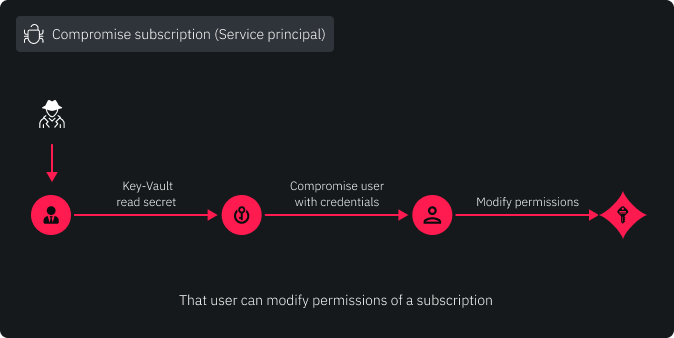 Compromise subscription (Service principal)
Key-Vault
read secret
Compromise user
with credentials
Modify permissions
That user can modify permissions of a subscription